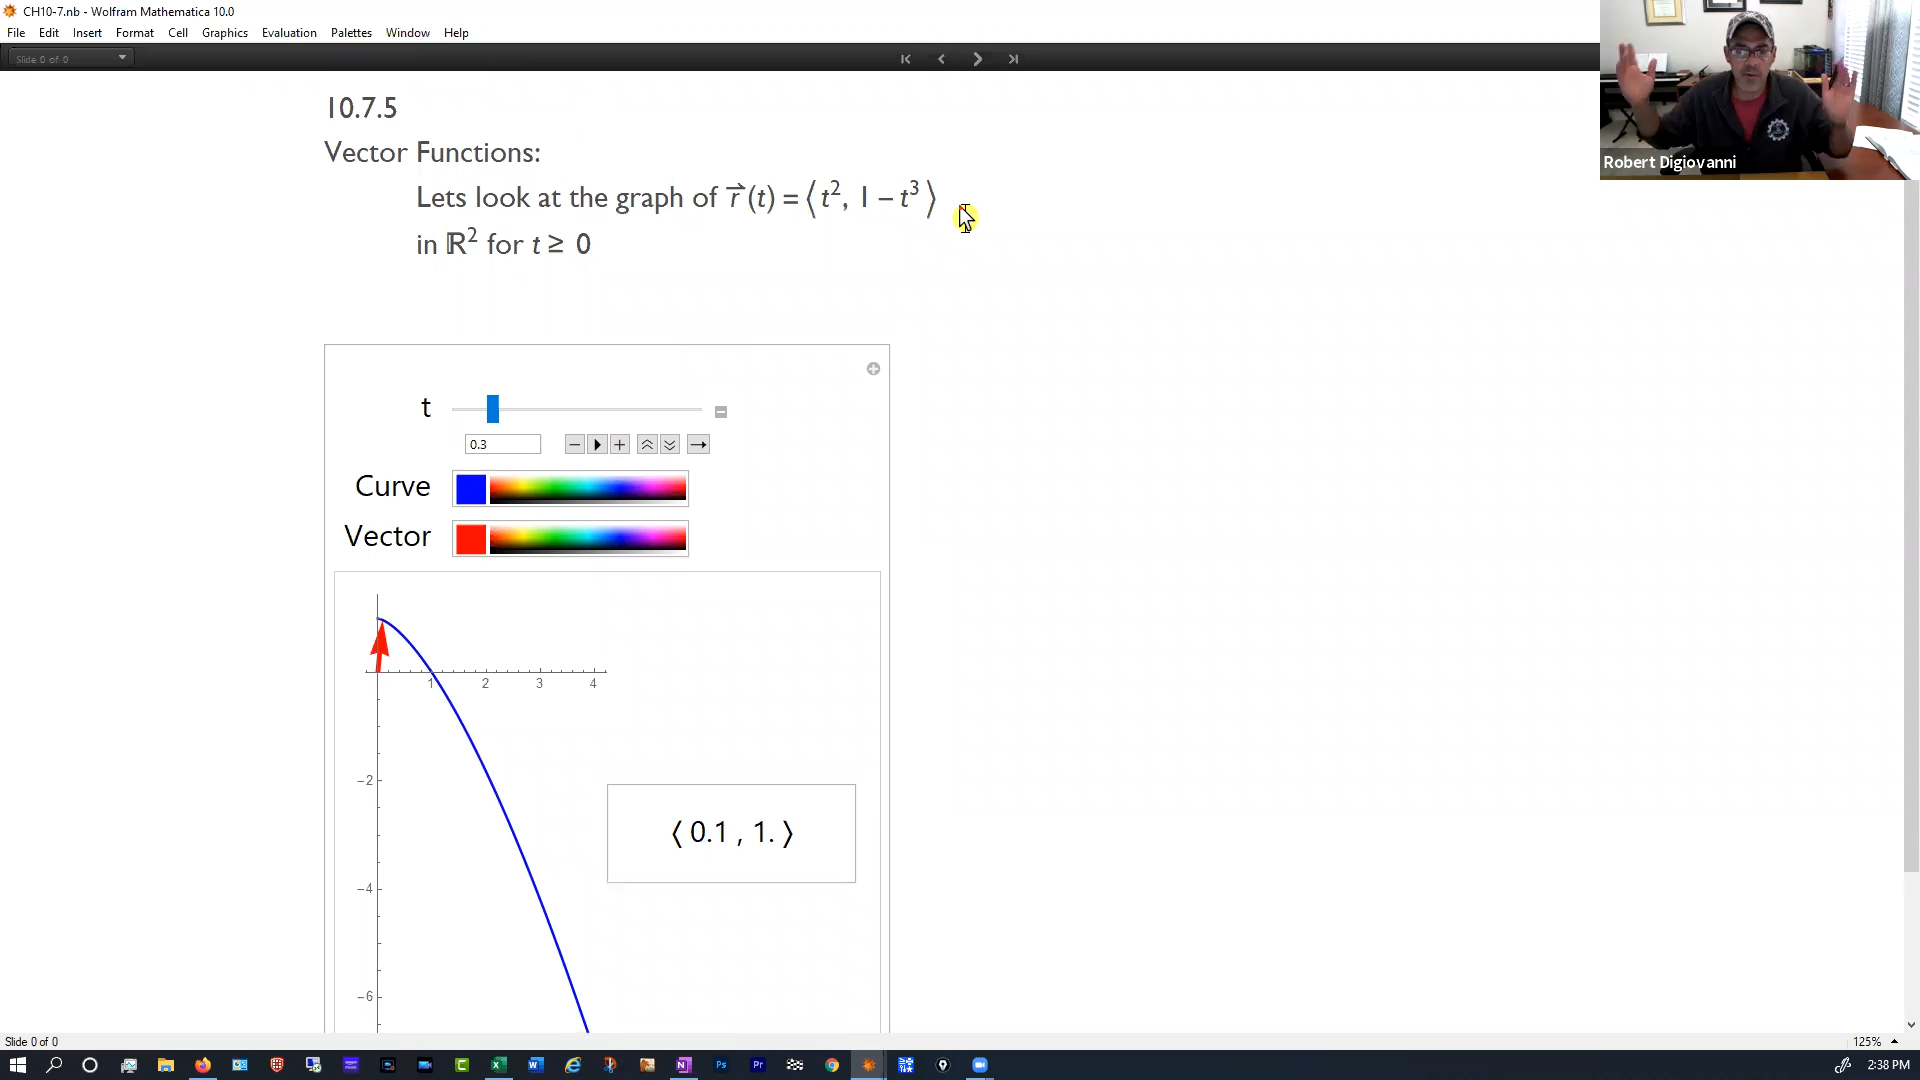 CH10-7.nb - Wolfram Mathematica 10.0
File Edit Insert Format Cell Graphics Evaluation Palettes Window Help
Slide 0 of 0
10.7.5
Vector Functions:
Lets look at the graph of r⃗(t) = ⟨t², 1 − t³⟩
in ℝ² for t ≥ 0
Robert Digiovanni
t
0.3
Curve
Vector
1 2 3 4
−2
−4
−6
⟨ 0.1 , 1. ⟩
Slide 0 of 0
125%
2:38 PM